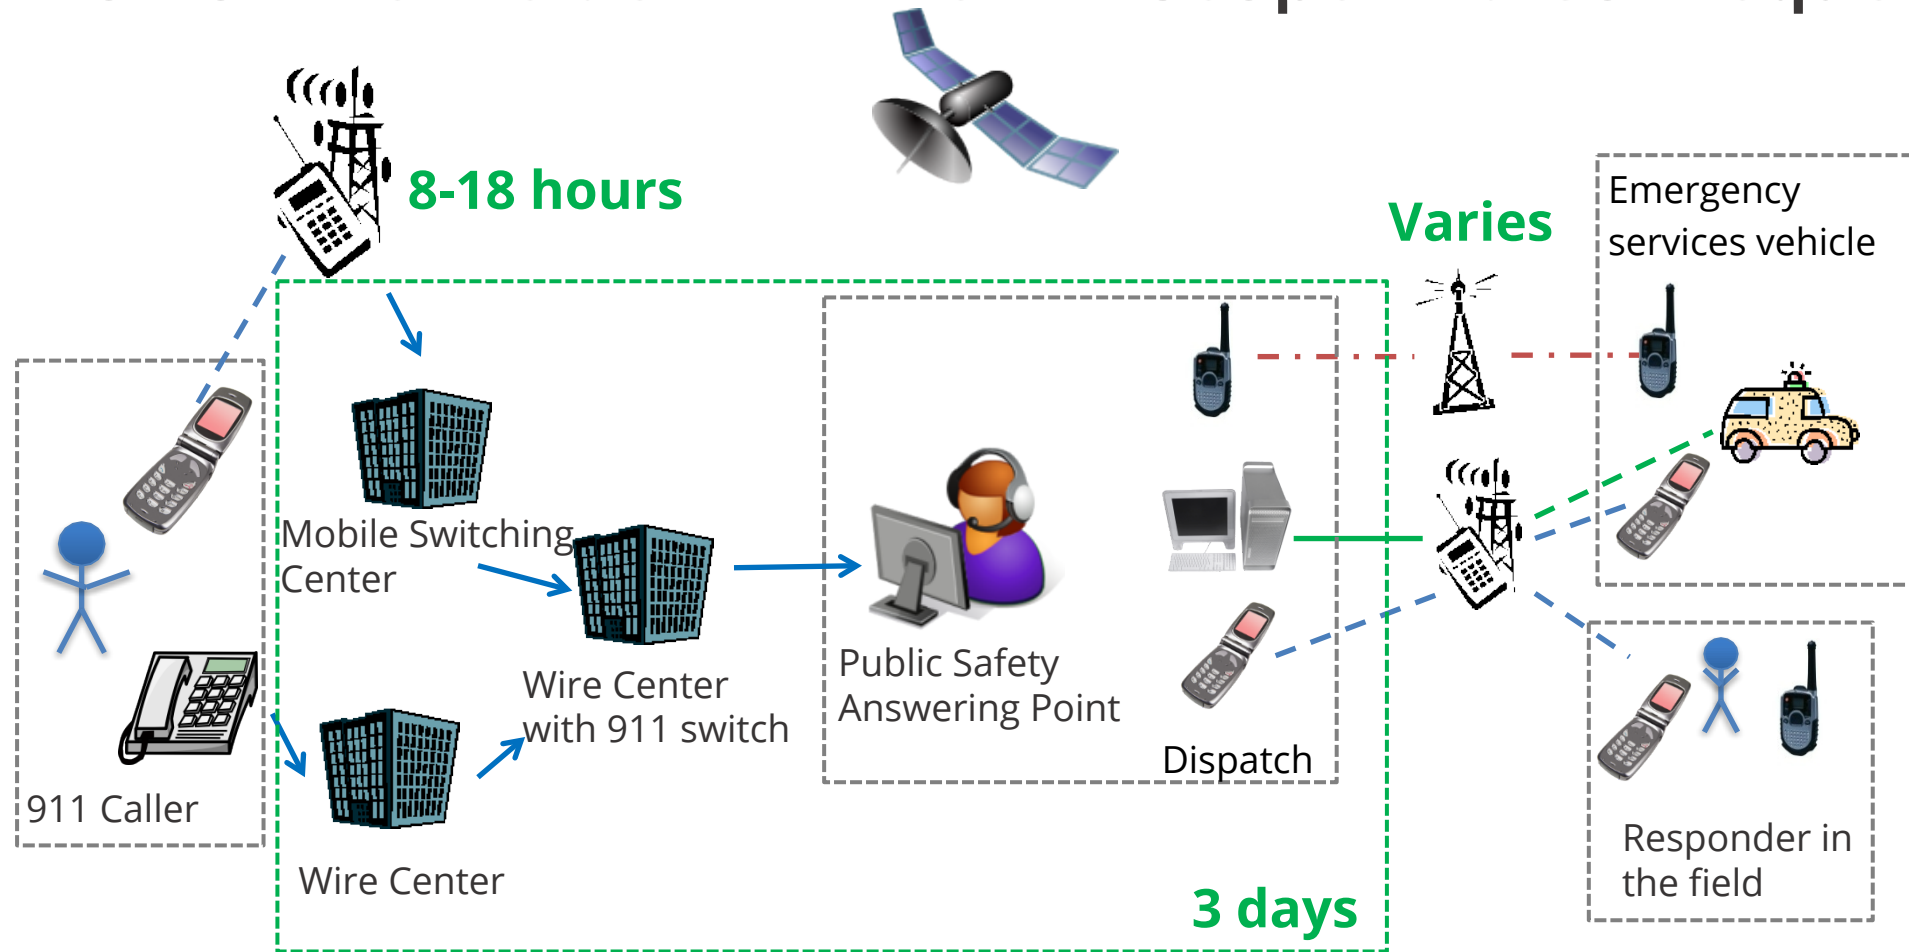 8-18 hours
Varies
Emergency
services vehicle
Mobile Switching
Center
Wire Center
with 911 switch
Public Safety
Answering Point
Dispatch
911 Caller
Wire Center
3 days
Responder in
the field